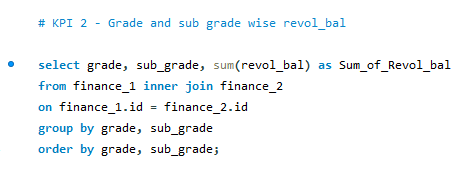 # KPI 2 - Grade and sub grade wise revol_bal
select grade, sub_grade, sum(revol_bal) as Sum_of_Revol_bal
from finance_1 inner join finance_2
on finance_1.id = finance_2.id
group by grade, sub_grade
order by grade, sub_grade;